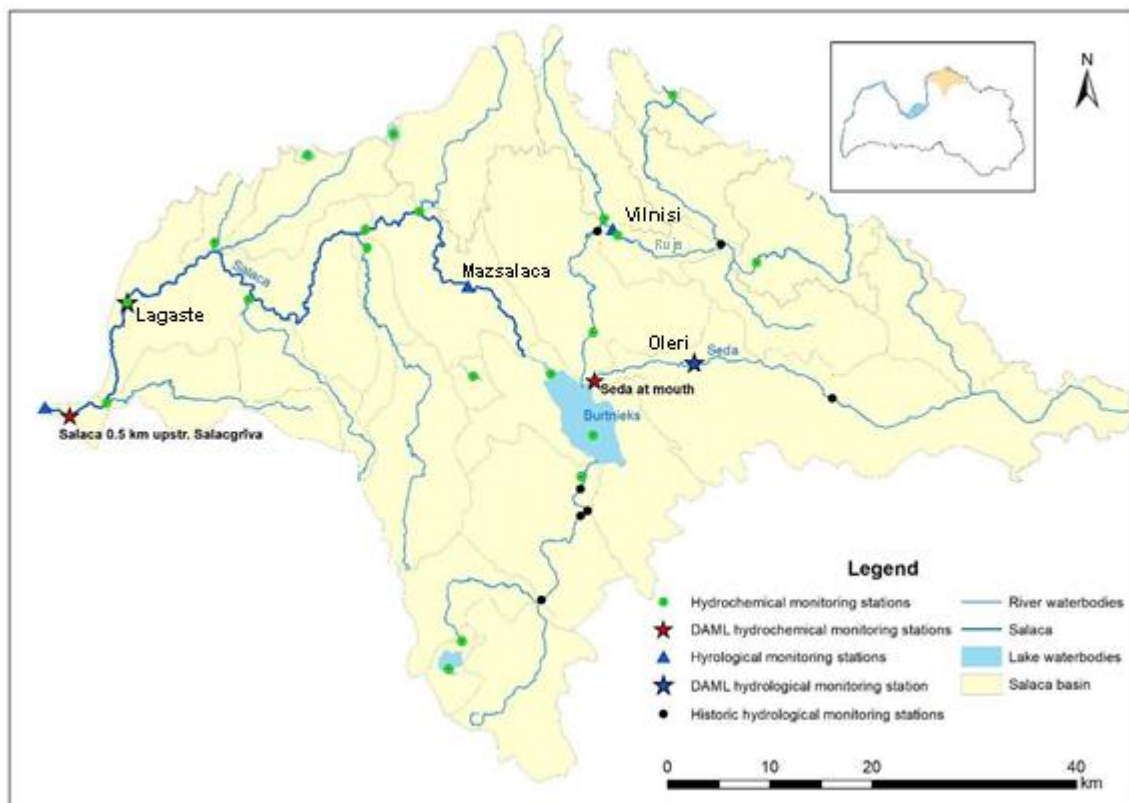 N
Vilnisi
Ruja
Mazsalaca
Salaca
Lagaste
Oleri
Seda
Seda at mouth
Burtnieks
Salaca 0.5 km upstr. Salacgrīva
Legend
Hydrochemical monitoring stations
DAML hydrochemical monitoring stations
Hyrological monitoring stations
DAML hydrological monitoring station
Historic hydrological monitoring stations
River waterbodies
Salaca
Lake waterbodies
Salaca basin
0 10 20 40
km